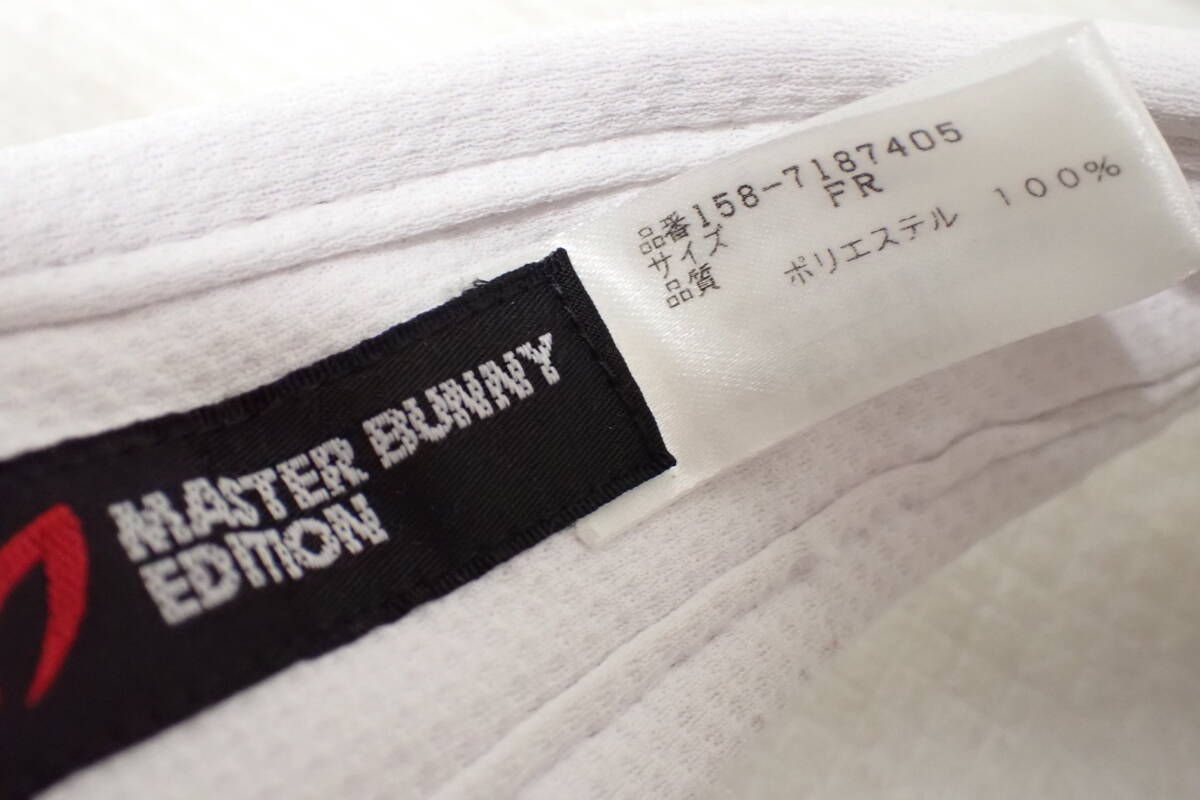 品番158-7187405
サイズ FR
品質 ポリエステル 100%
MASTER BUNNY
EDITION